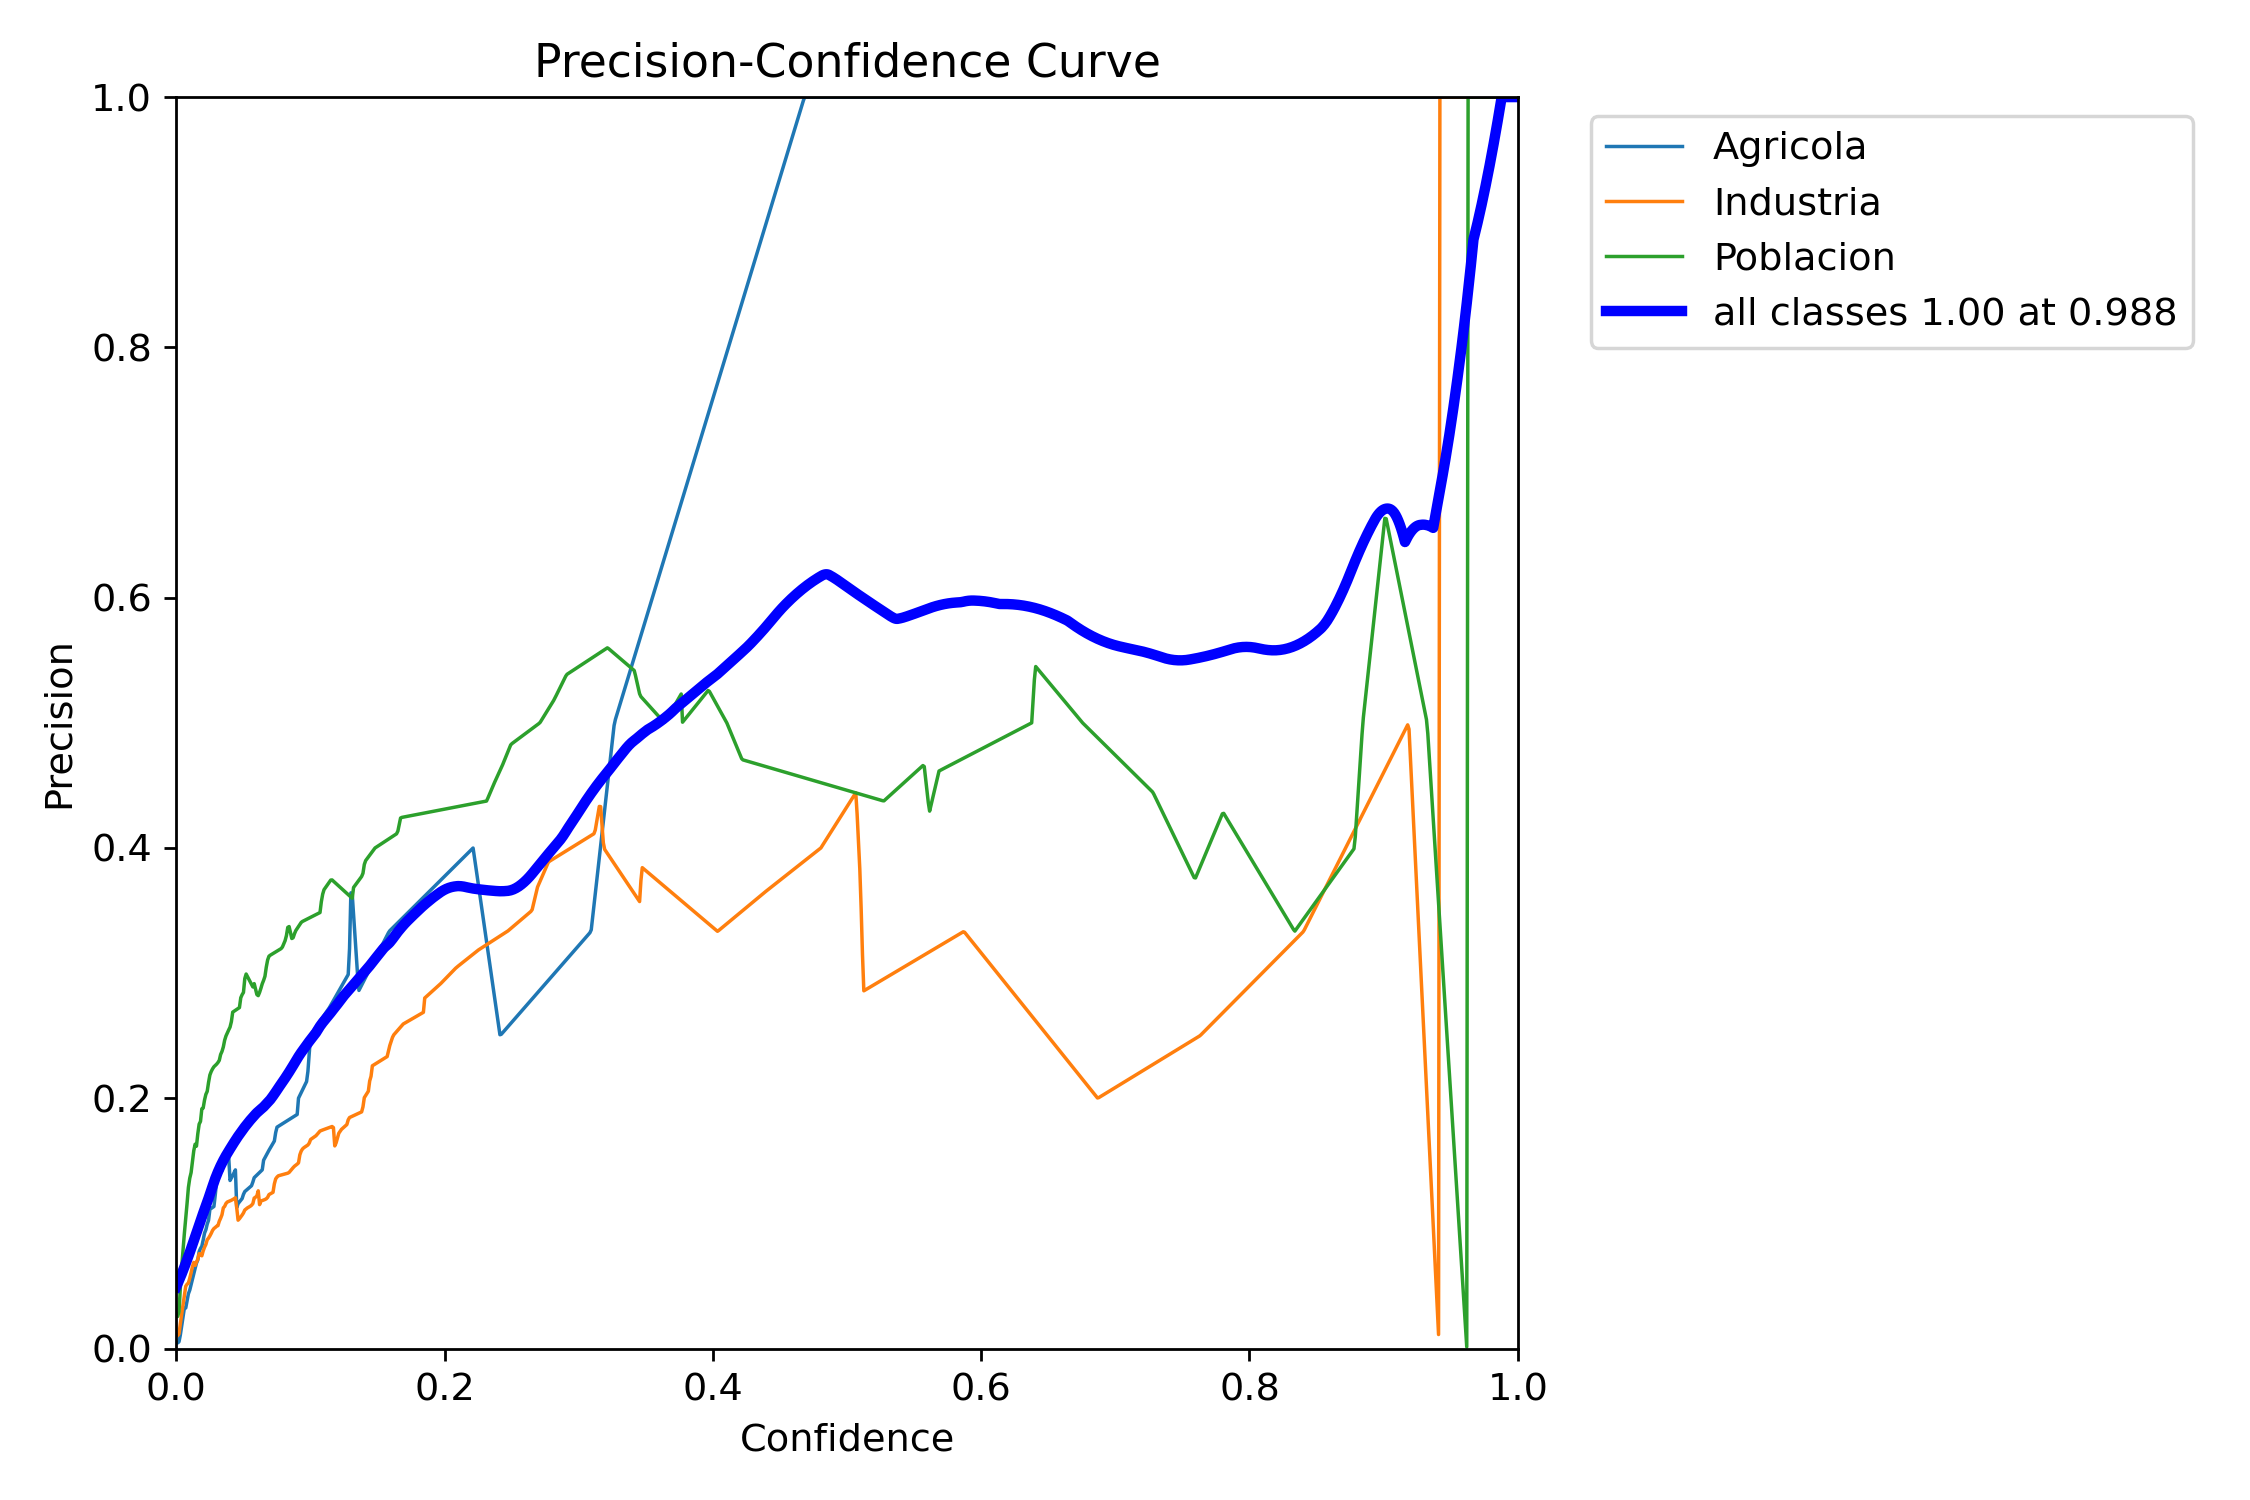 Precision-Confidence Curve
1.0
0.8
0.6
0.4
0.2
0.0
Precision
0.0 0.2 0.4 0.6 0.8 1.0
Confidence
Agricola
Industria
Poblacion
all classes 1.00 at 0.988